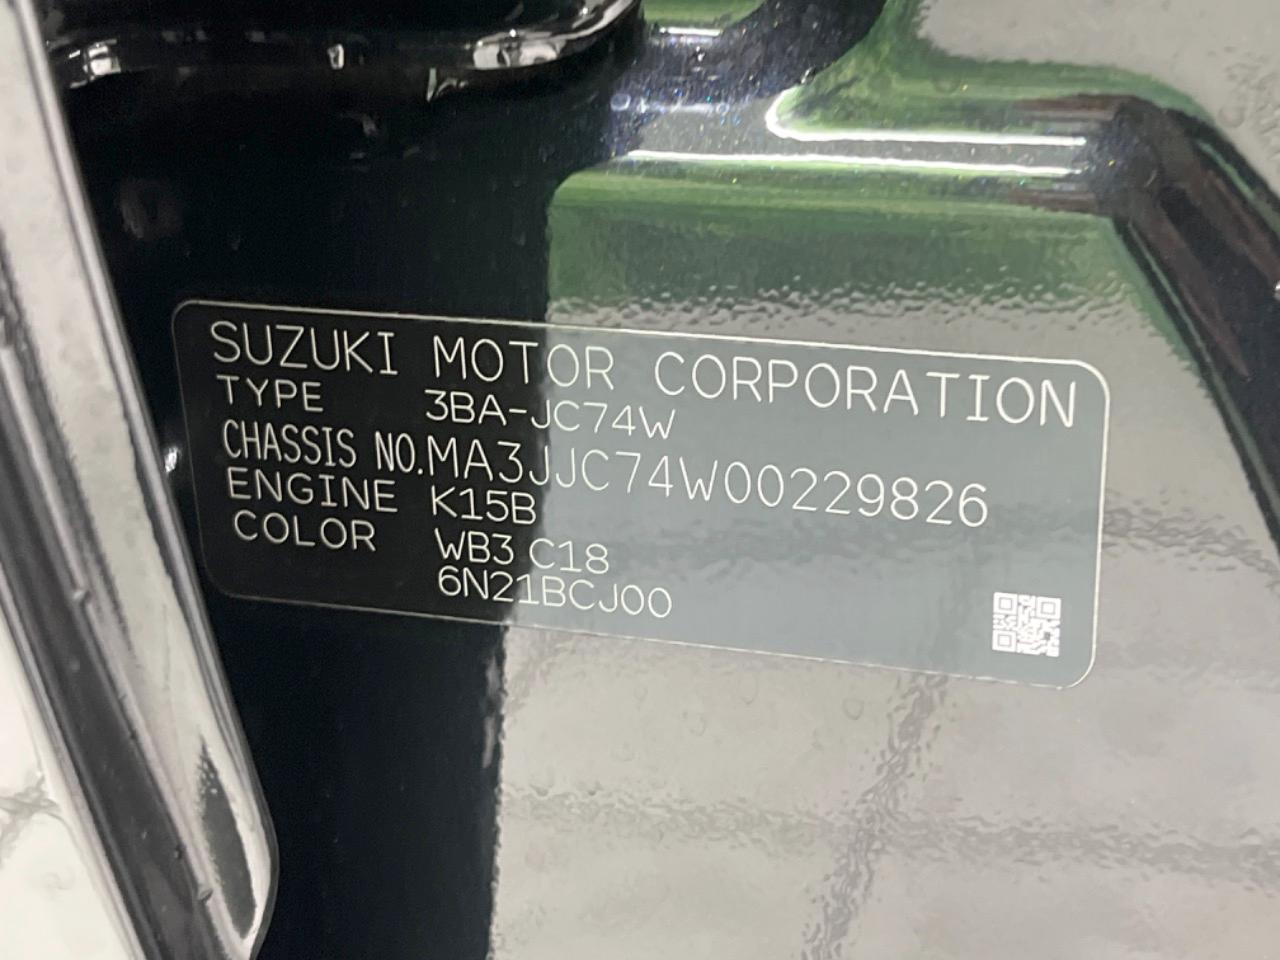 SUZUKI MOTOR CORPORATION
TYPE 3BA-JC74W
CHASSIS NO.MA3JJC74W00229826
ENGINE K15B
COLOR WB3 C18
6N21BCJ00